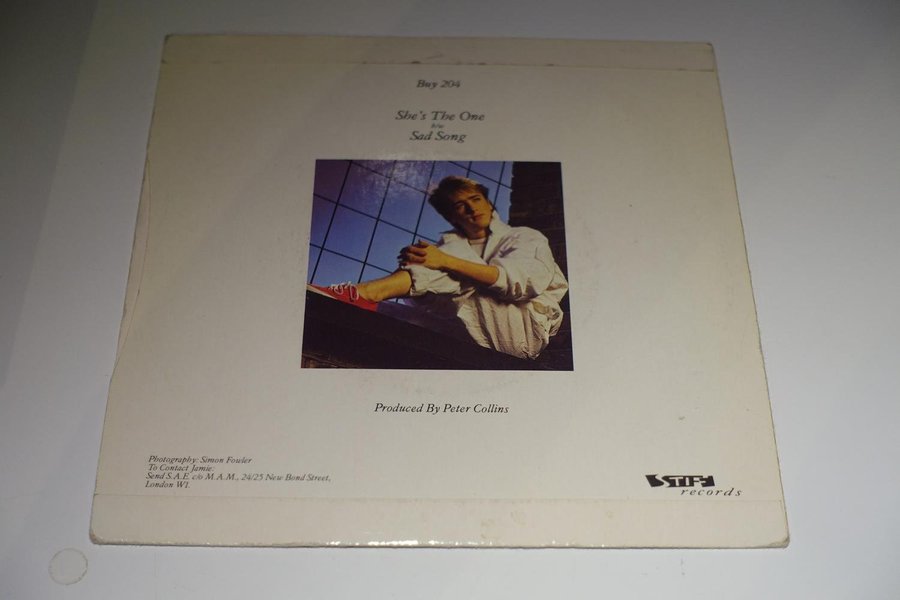 Buy 204
She's The One
b/w
Sad Song
Produced By Peter Collins
Photography: Simon Fowler
To Contact Jamie:
Send S.A.E. c/o M.A.M., 24/25 New Bond Street,
London W1.
STIFF
records